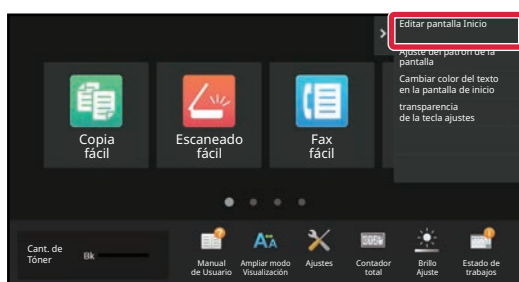 Editar pantalla Inicio
Ajuste del patrón de la
pantalla
Cambiar color del texto
en la pantalla de inicio
transparencia
de la tecla ajustes
Copia
fácil
Escaneado
fácil
Fax
fácil
Cant. de
Tóner
Bk
Manual
de Usuario
Ampliar modo
Visualización
Ajustes
Contador
total
Brillo
Ajuste
Estado de
trabajos